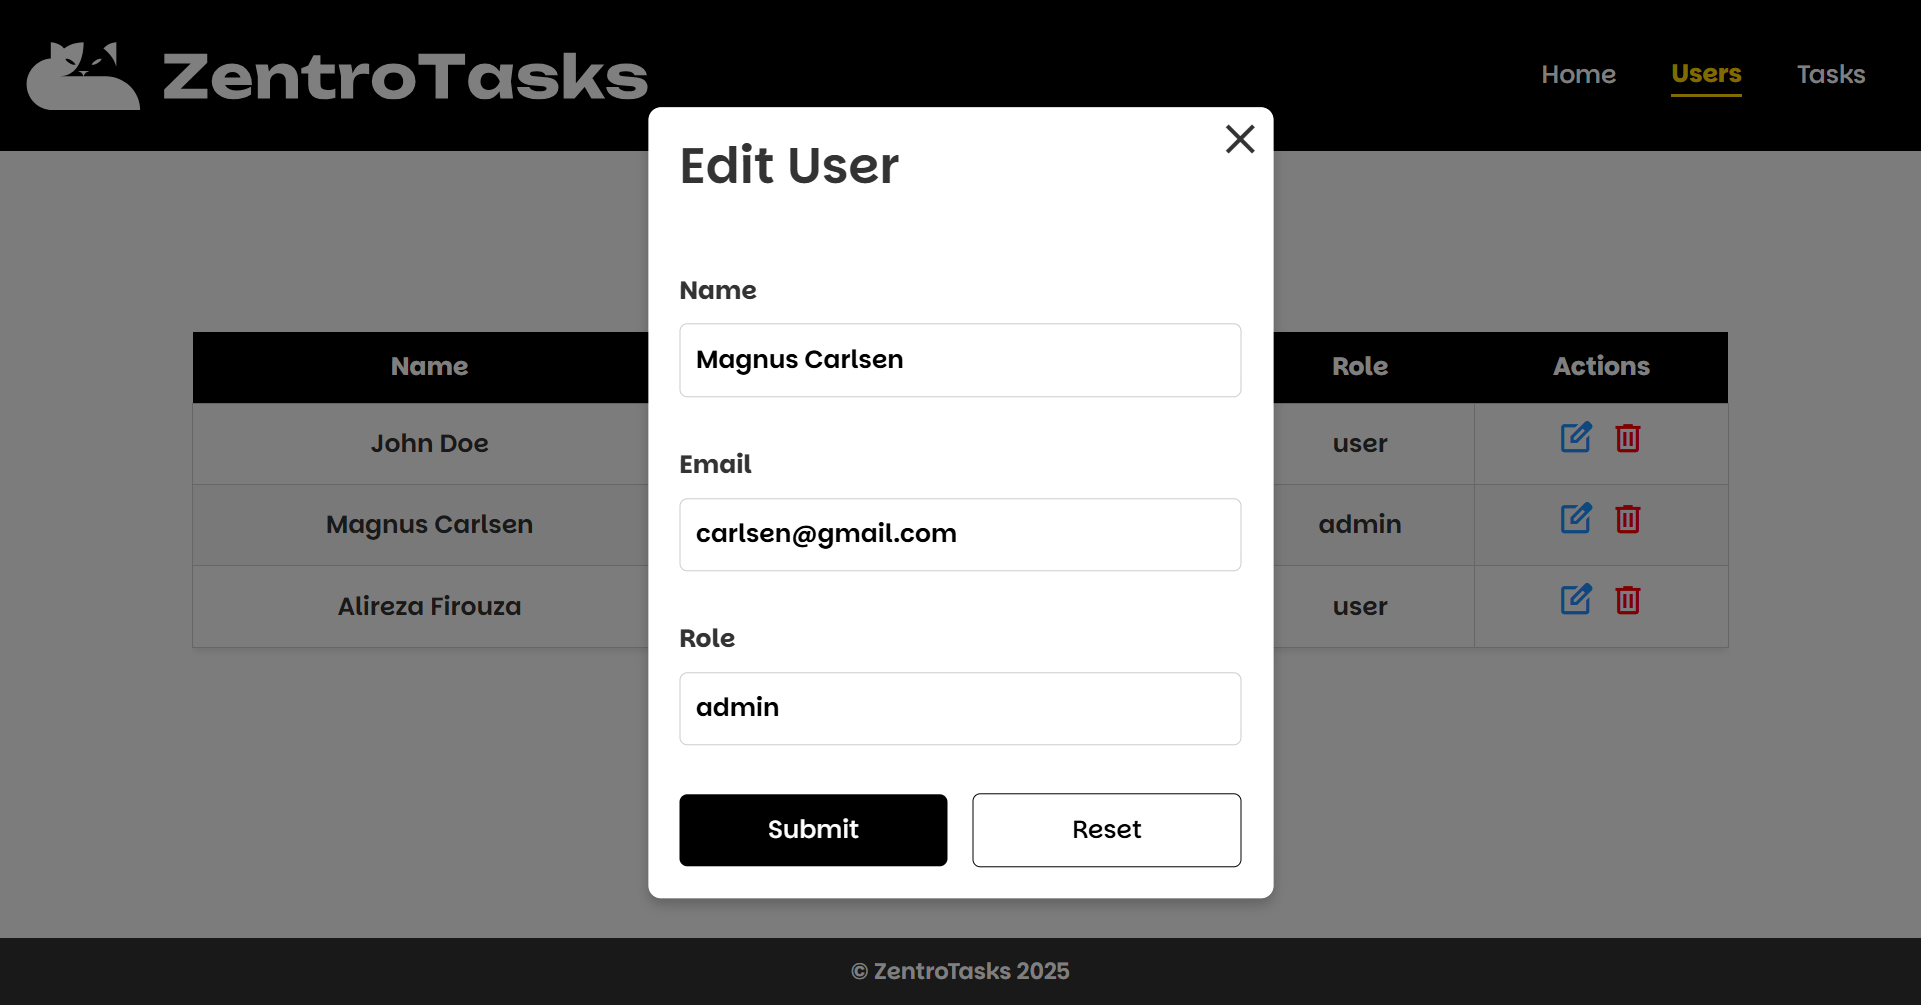 ZentroTasks
Home Users Tasks
Edit User
Name
Magnus Carlsen
Email
carlsen@gmail.com
Role
admin
Submit Reset
Name Role Actions
John Doe user
Magnus Carlsen admin
Alireza Firouza user
© ZentroTasks 2025